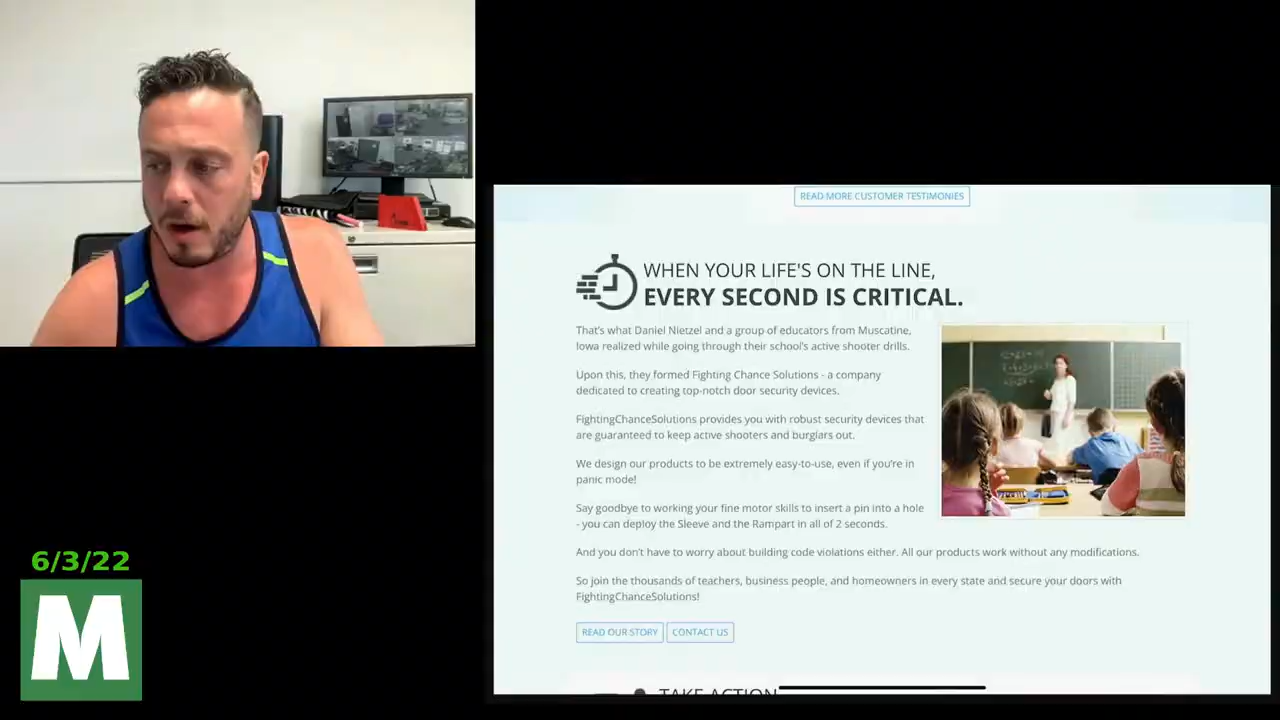 READ MORE CUSTOMER TESTIMONIES
WHEN YOUR LIFE'S ON THE LINE,
EVERY SECOND IS CRITICAL.
That's what Daniel Nietzel and a group of educators from Muscatine,
Iowa realized while going through their school's active shooter drills.
Upon this, they formed Fighting Chance Solutions - a company
dedicated to creating top-notch door security devices.
FightingChanceSolutions provides you with robust security devices that
are guaranteed to keep active shooters and burglars out.
We design our products to be extremely easy-to-use, even if you're in
panic mode!
Say goodbye to working your fine motor skills to insert a pin into a hole
- you can deploy the Sleeve and the Rampart in all of 2 seconds.
And you don't have to worry about building code violations either. All our products work without any modifications.
So join the thousands of teachers, business people, and homeowners in every state and secure your doors with
FightingChanceSolutions!
READ OUR STORY
CONTACT US
TAKE ACTION
6/3/22
M